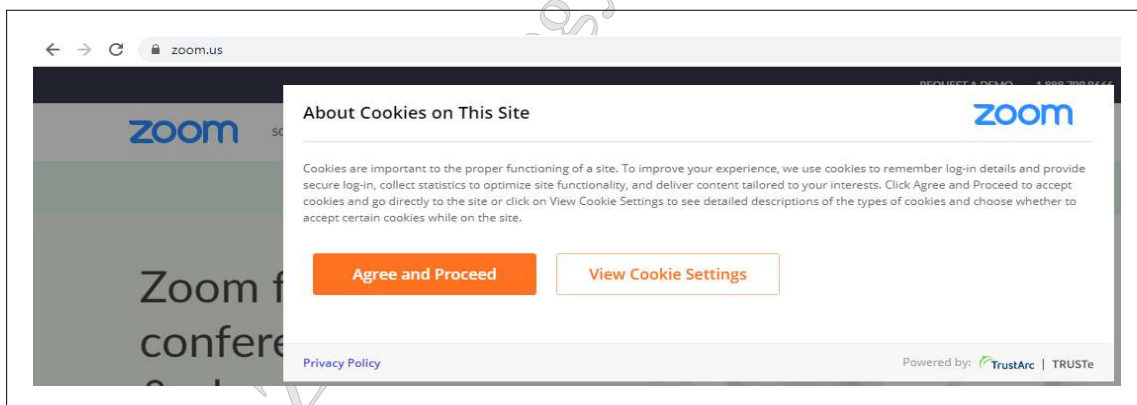 zoom.us
REQUEST A DEMO 1.888.799.9666
zoom
About Cookies on This Site
zoom
Cookies are important to the proper functioning of a site. To improve your experience, we use cookies to remember log-in details and provide
secure log-in, collect statistics to optimize site functionality, and deliver content tailored to your interests. Click Agree and Proceed to accept
cookies and go directly to the site or click on View Cookie Settings to see detailed descriptions of the types of cookies and choose whether to
accept certain cookies while on the site.
Agree and Proceed
View Cookie Settings
Zoom f
confere
Privacy Policy
Powered by: TrustArc | TRUSTe